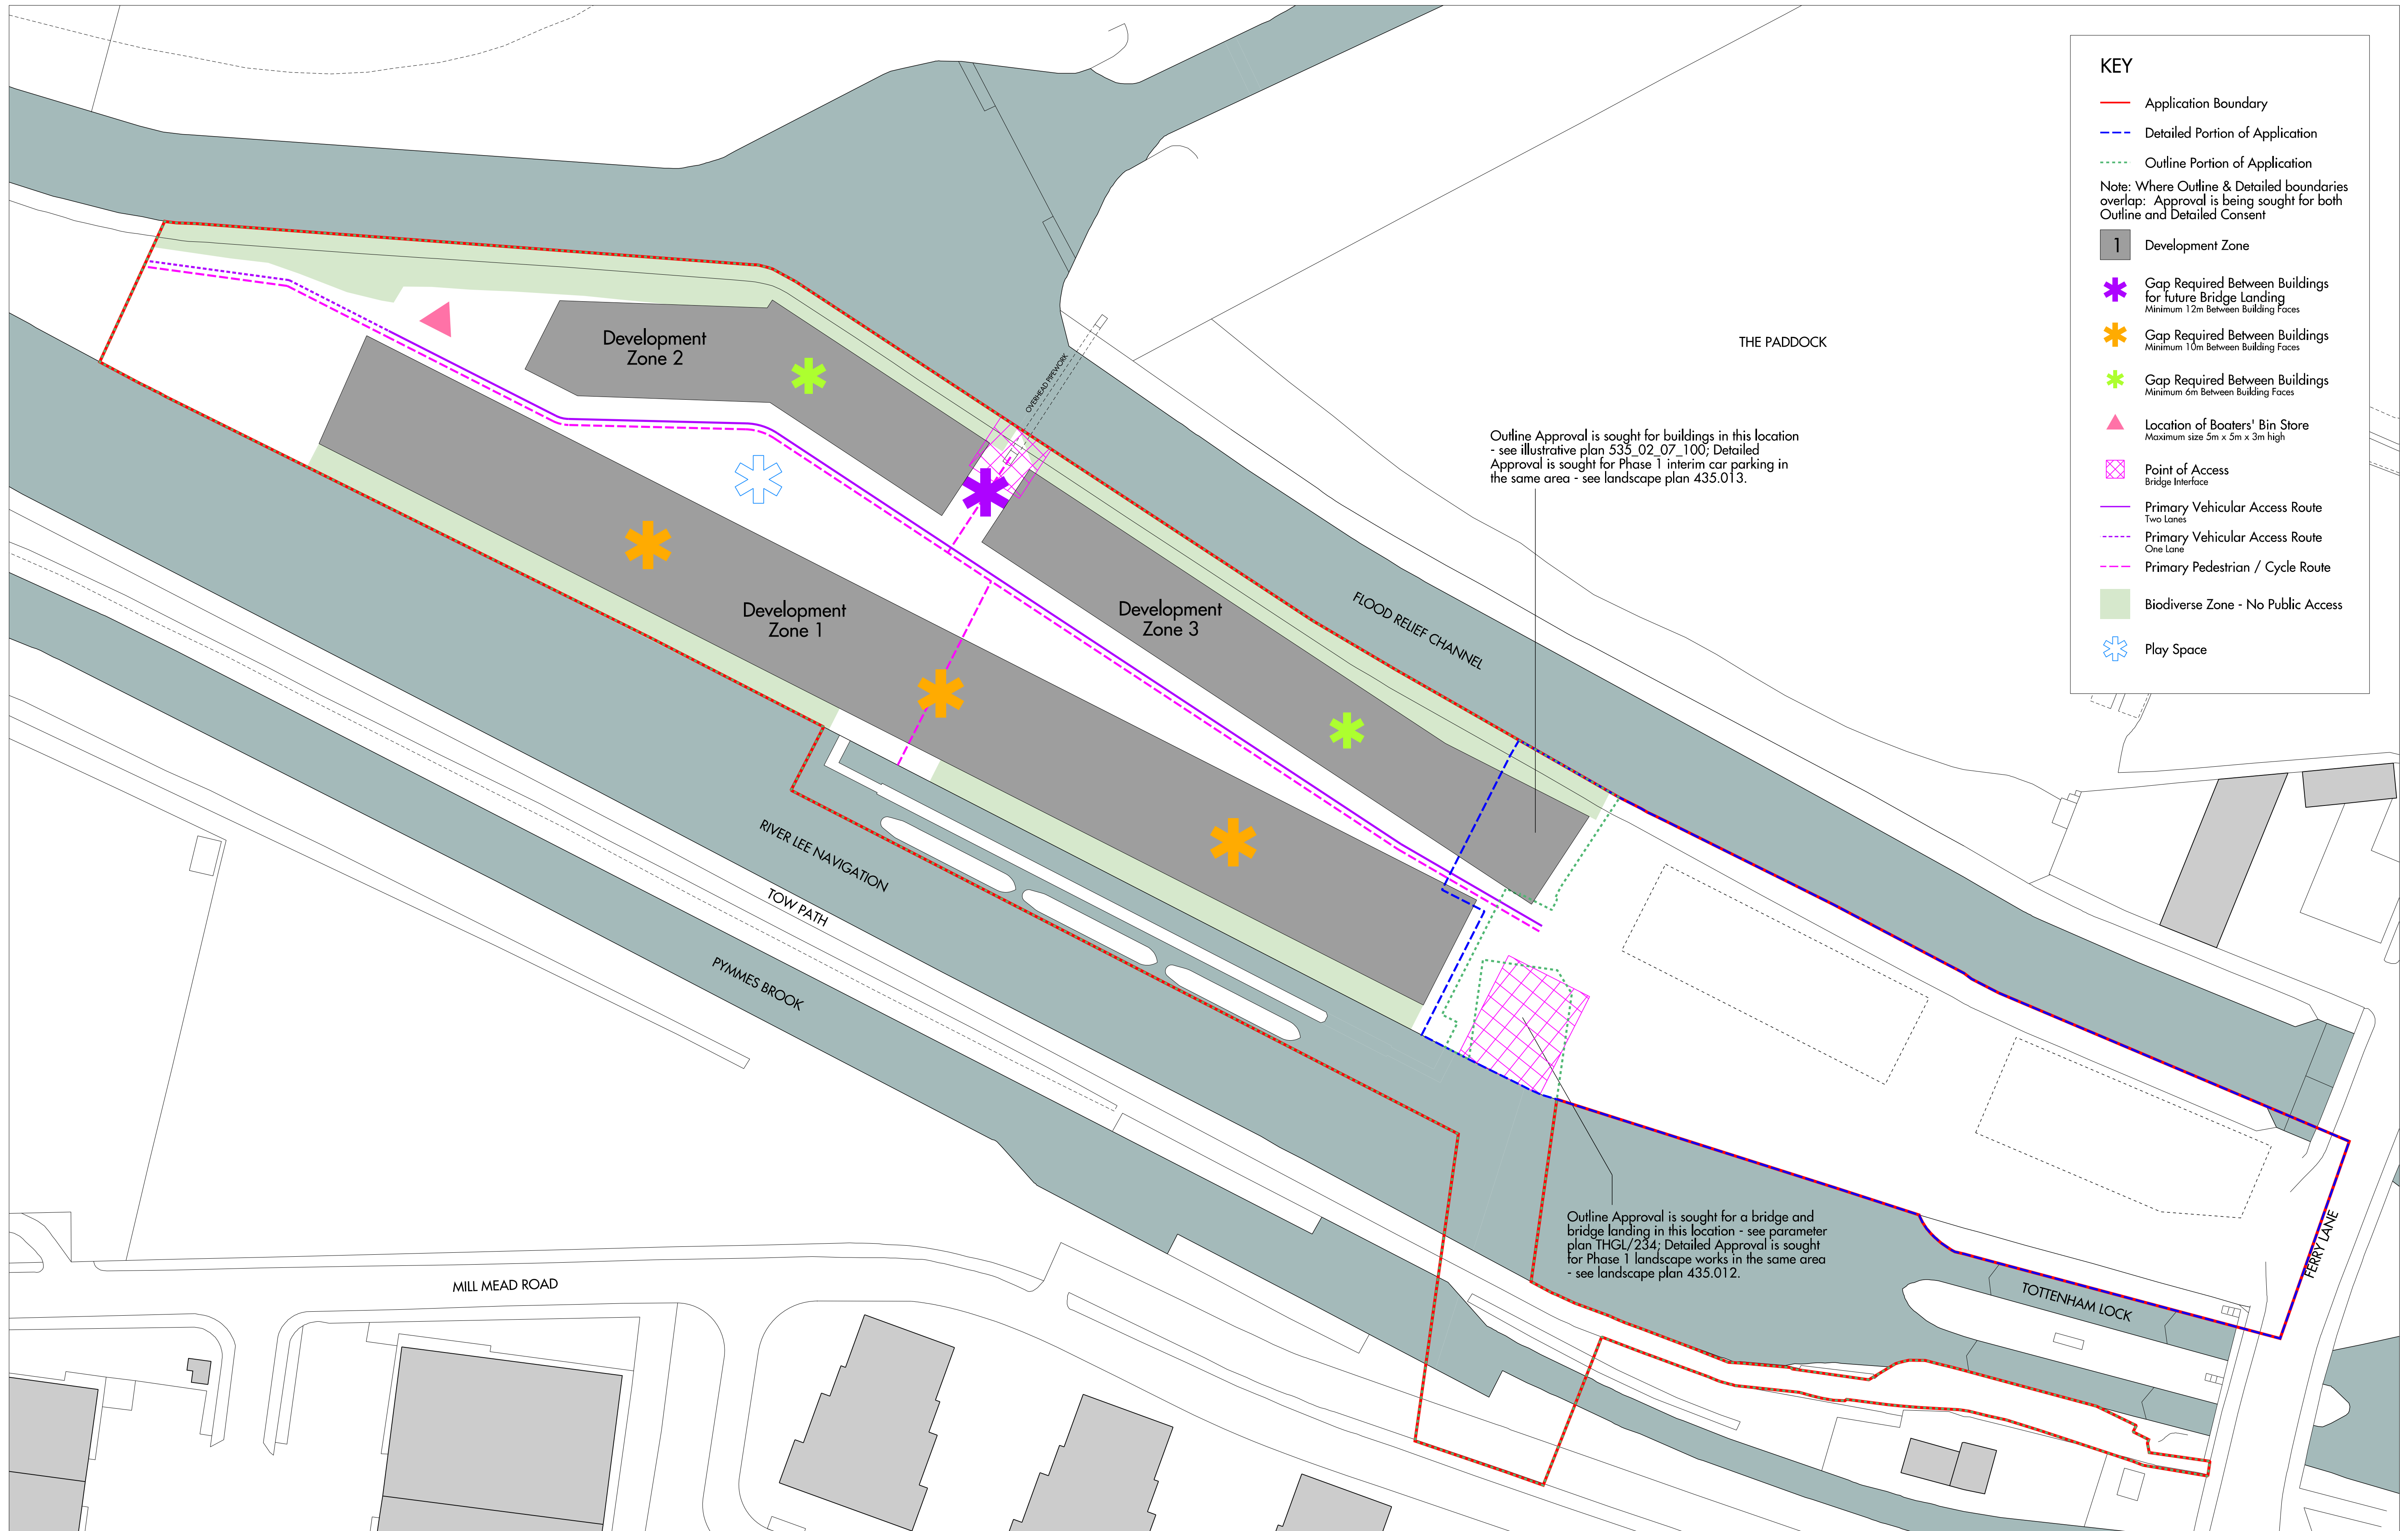 KEY
Application Boundary
Detailed Portion of Application
Outline Portion of Application
Note: Where Outline & Detailed boundaries
overlap: Approval is being sought for both
Outline and Detailed Consent
1
Development Zone
Gap Required Between Buildings
for future Bridge Landing
Minimum 12m Between Building Faces
Gap Required Between Buildings
Minimum 10m Between Building Faces
Gap Required Between Buildings
Minimum 6m Between Building Faces
Location of Boaters' Bin Store
Maximum size 5m x 5m x 3m high
Point of Access
Bridge Interface
Primary Vehicular Access Route
Two Lanes
Primary Vehicular Access Route
One Lane
Primary Pedestrian / Cycle Route
Biodiverse Zone - No Public Access
Play Space
Development
Zone 2
OVERHEAD PIPEWORK
THE PADDOCK
Outline Approval is sought for buildings in this location
- see illustrative plan 535_02_07_100; Detailed
Approval is sought for Phase 1 interim car parking in
the same area - see landscape plan 435.013.
Development
Zone 1
Development
Zone 3
FLOOD RELIEF CHANNEL
RIVER LEE NAVIGATION
TOW PATH
PYMMES BROOK
MILL MEAD ROAD
Outline Approval is sought for a bridge and
bridge landing in this location - see parameter
plan THGL/234; Detailed Approval is sought
for Phase 1 landscape works in the same area
- see landscape plan 435.012.
TOTTENHAM LOCK
FERRY LANE